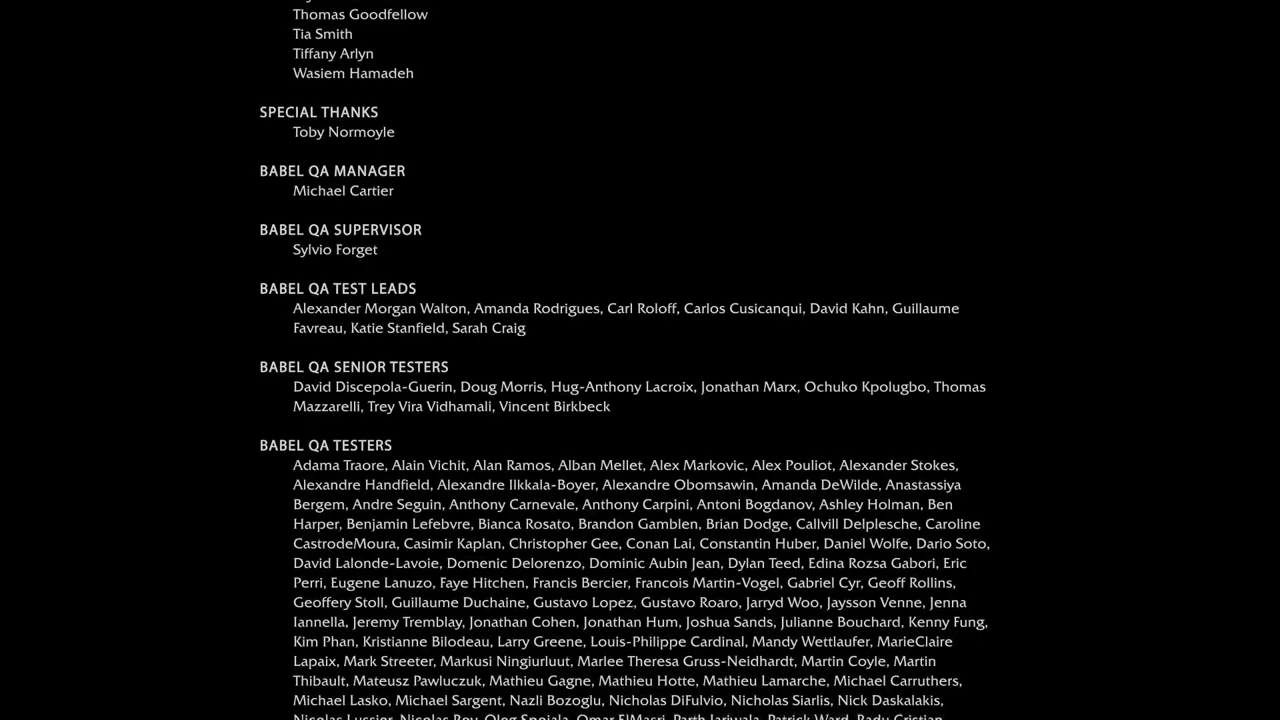 Thomas Goodfellow
Tia Smith
Tiffany Arlyn
Wasiem Hamadeh
SPECIAL THANKS
Toby Normoyle
BABEL QA MANAGER
Michael Cartier
BABEL QA SUPERVISOR
Sylvio Forget
BABEL QA TEST LEADS
Alexander Morgan Walton, Amanda Rodrigues, Carl Roloff, Carlos Cusicanqui, David Kahn, Guillaume
Favreau, Katie Stanfield, Sarah Craig
BABEL QA SENIOR TESTERS
David Discepola-Guerin, Doug Morris, Hug-Anthony Lacroix, Jonathan Marx, Ochuko Kpolugbo, Thomas
Mazzarelli, Trey Vira Vidhamali, Vincent Birkbeck
BABEL QA TESTERS
Adama Traore, Alain Vichit, Alan Ramos, Alban Mellet, Alex Markovic, Alex Pouliot, Alexander Stokes,
Alexandre Handfield, Alexandre Ilkkala-Boyer, Alexandre Obomsawin, Amanda DeWilde, Anastassiya
Bergem, Andre Seguin, Anthony Carnevale, Anthony Carpini, Antoni Bogdanov, Ashley Holman, Ben
Harper, Benjamin Lefebvre, Bianca Rosato, Brandon Gamblen, Brian Dodge, Callvill Delplesche, Caroline
CastrodeMoura, Casimir Kaplan, Christopher Gee, Conan Lai, Constantin Huber, Daniel Wolfe, Dario Soto,
David Lalonde-Lavoie, Domenic Delorenzo, Dominic Aubin Jean, Dylan Teed, Edina Rozsa Gabori, Eric
Perri, Eugene Lanuzo, Faye Hitchen, Francis Bercier, Francois Martin-Vogel, Gabriel Cyr, Geoff Rollins,
Geoffery Stoll, Guillaume Duchaine, Gustavo Lopez, Gustavo Roaro, Jarryd Woo, Jaysson Venne, Jenna
Iannella, Jeremy Tremblay, Jonathan Cohen, Jonathan Hum, Joshua Sands, Julianne Bouchard, Kenny Fung,
Kim Phan, Kristianne Bilodeau, Larry Greene, Louis-Philippe Cardinal, Mandy Wettlaufer, MarieClaire
Lapaix, Mark Streeter, Markusi Ningiurluut, Marlee Theresa Gruss-Neidhardt, Martin Coyle, Martin
Thibault, Mateusz Pawluczuk, Mathieu Gagne, Mathieu Hotte, Mathieu Lamarche, Michael Carruthers,
Michael Lasko, Michael Sargent, Nazli Bozoglu, Nicholas DiFulvio, Nicholas Siarlis, Nick Daskalakis,